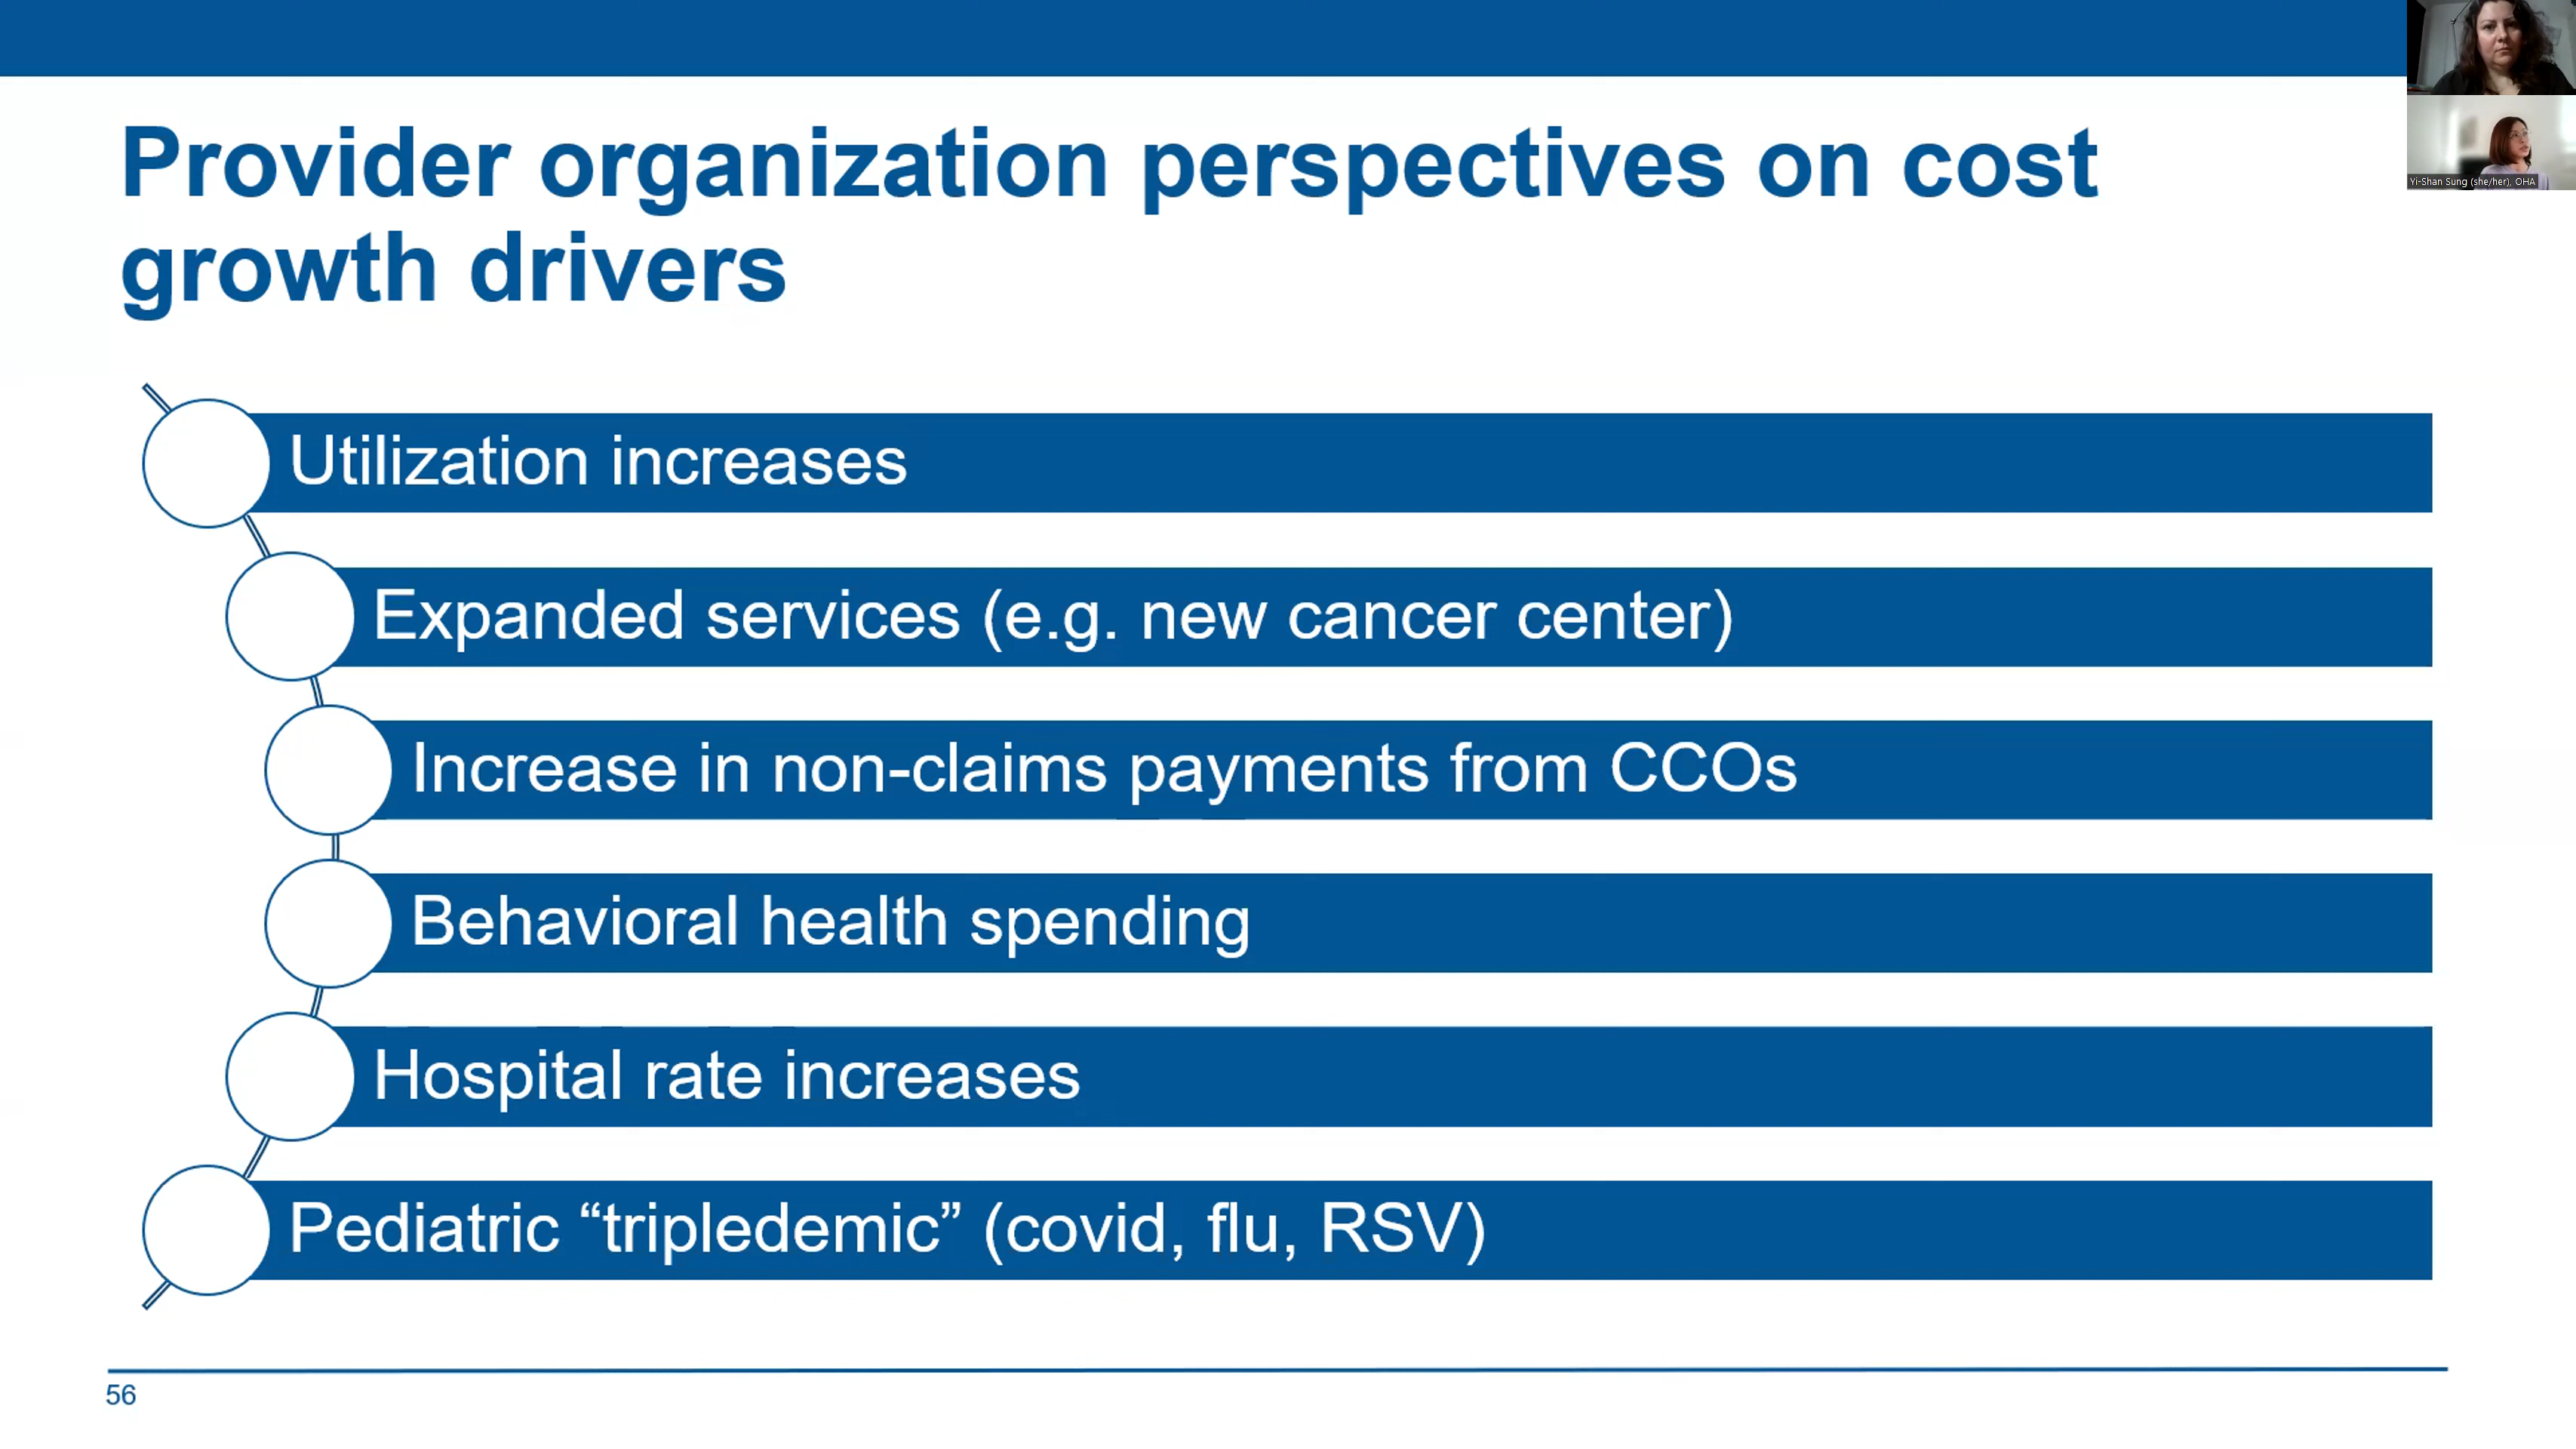 Provider organization perspectives on cost
growth drivers
Yi-Shan Sung (she/her), OHA
Utilization increases
Expanded services (e.g. new cancer center)
Increase in non-claims payments from CCOs
Behavioral health spending
Hospital rate increases
Pediatric “tripledemic” (covid, flu, RSV)
56